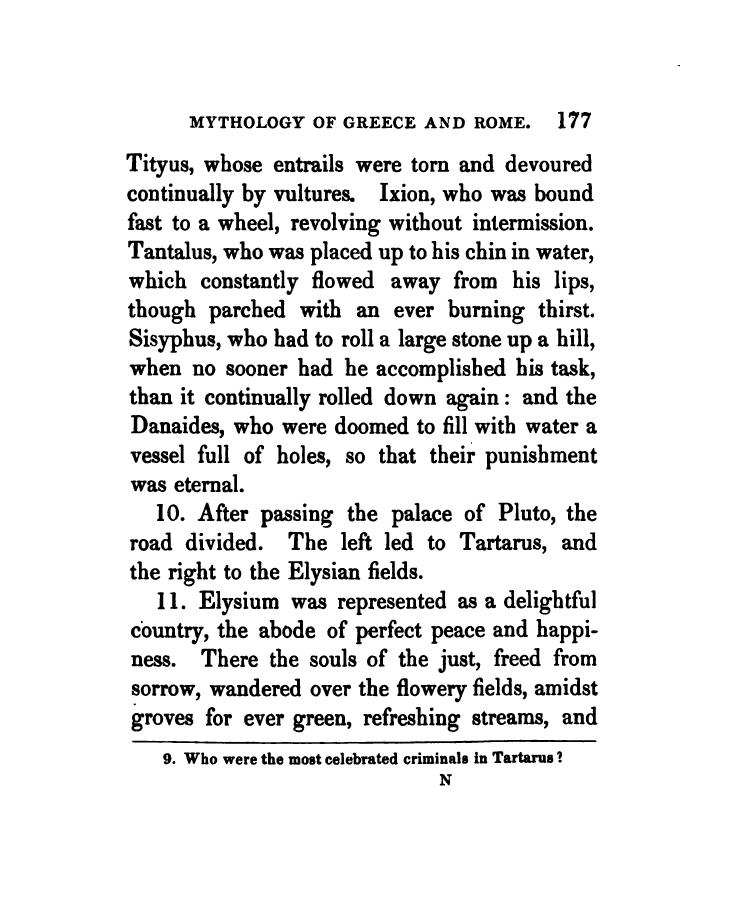 MYTHOLOGY OF GREECE AND ROME. 177
Tityus, whose entrails were torn and devoured
continually by vultures. Ixion, who was bound
fast to a wheel, revolving without intermission.
Tantalus, who was placed up to his chin in water,
which constantly flowed away from his lips,
though parched with an ever burning thirst.
Sisyphus, who had to roll a large stone up a hill,
when no sooner had he accomplished his task,
than it continually rolled down again : and the
Danaides, who were doomed to fill with water a
vessel full of holes, so that their punishment
was eternal.
10. After passing the palace of Pluto, the
road divided. The left led to Tartarus, and
the right to the Elysian fields.
11. Elysium was represented as a delightful
country, the abode of perfect peace and happi-
ness. There the souls of the just, freed from
sorrow, wandered over the flowery fields, amidst
groves for ever green, refreshing streams, and
9. Who were the most celebrated criminals in Tartarus ?
N